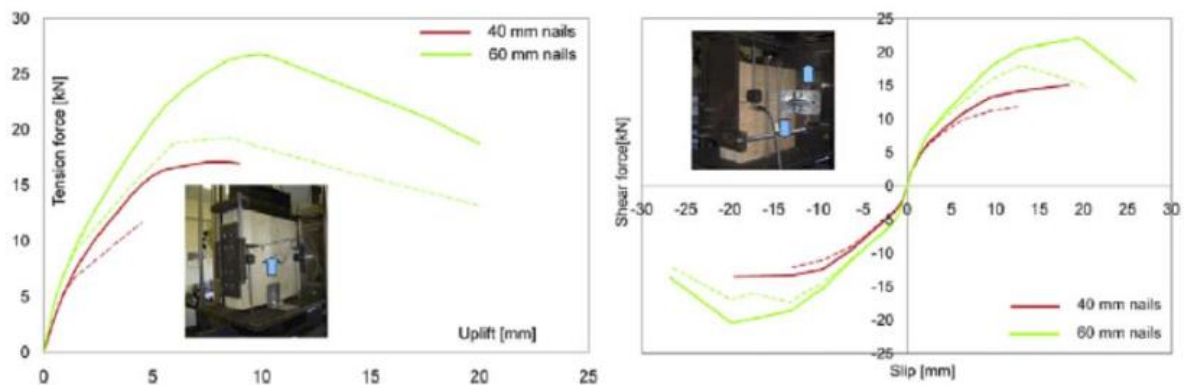 30
25
20
15
10
5
0
Tension force [kN]
40 mm nails
60 mm nails
Uplift [mm]
0 5 10 15 20 25
25
20
15
10
5
0
-5
-10
-15
-20
-25
Shear force[kN]
-30 -25 -20 -15 -10 -5 0 5 10 15 20 25 30
40 mm nails
60 mm nails
Slip [mm]